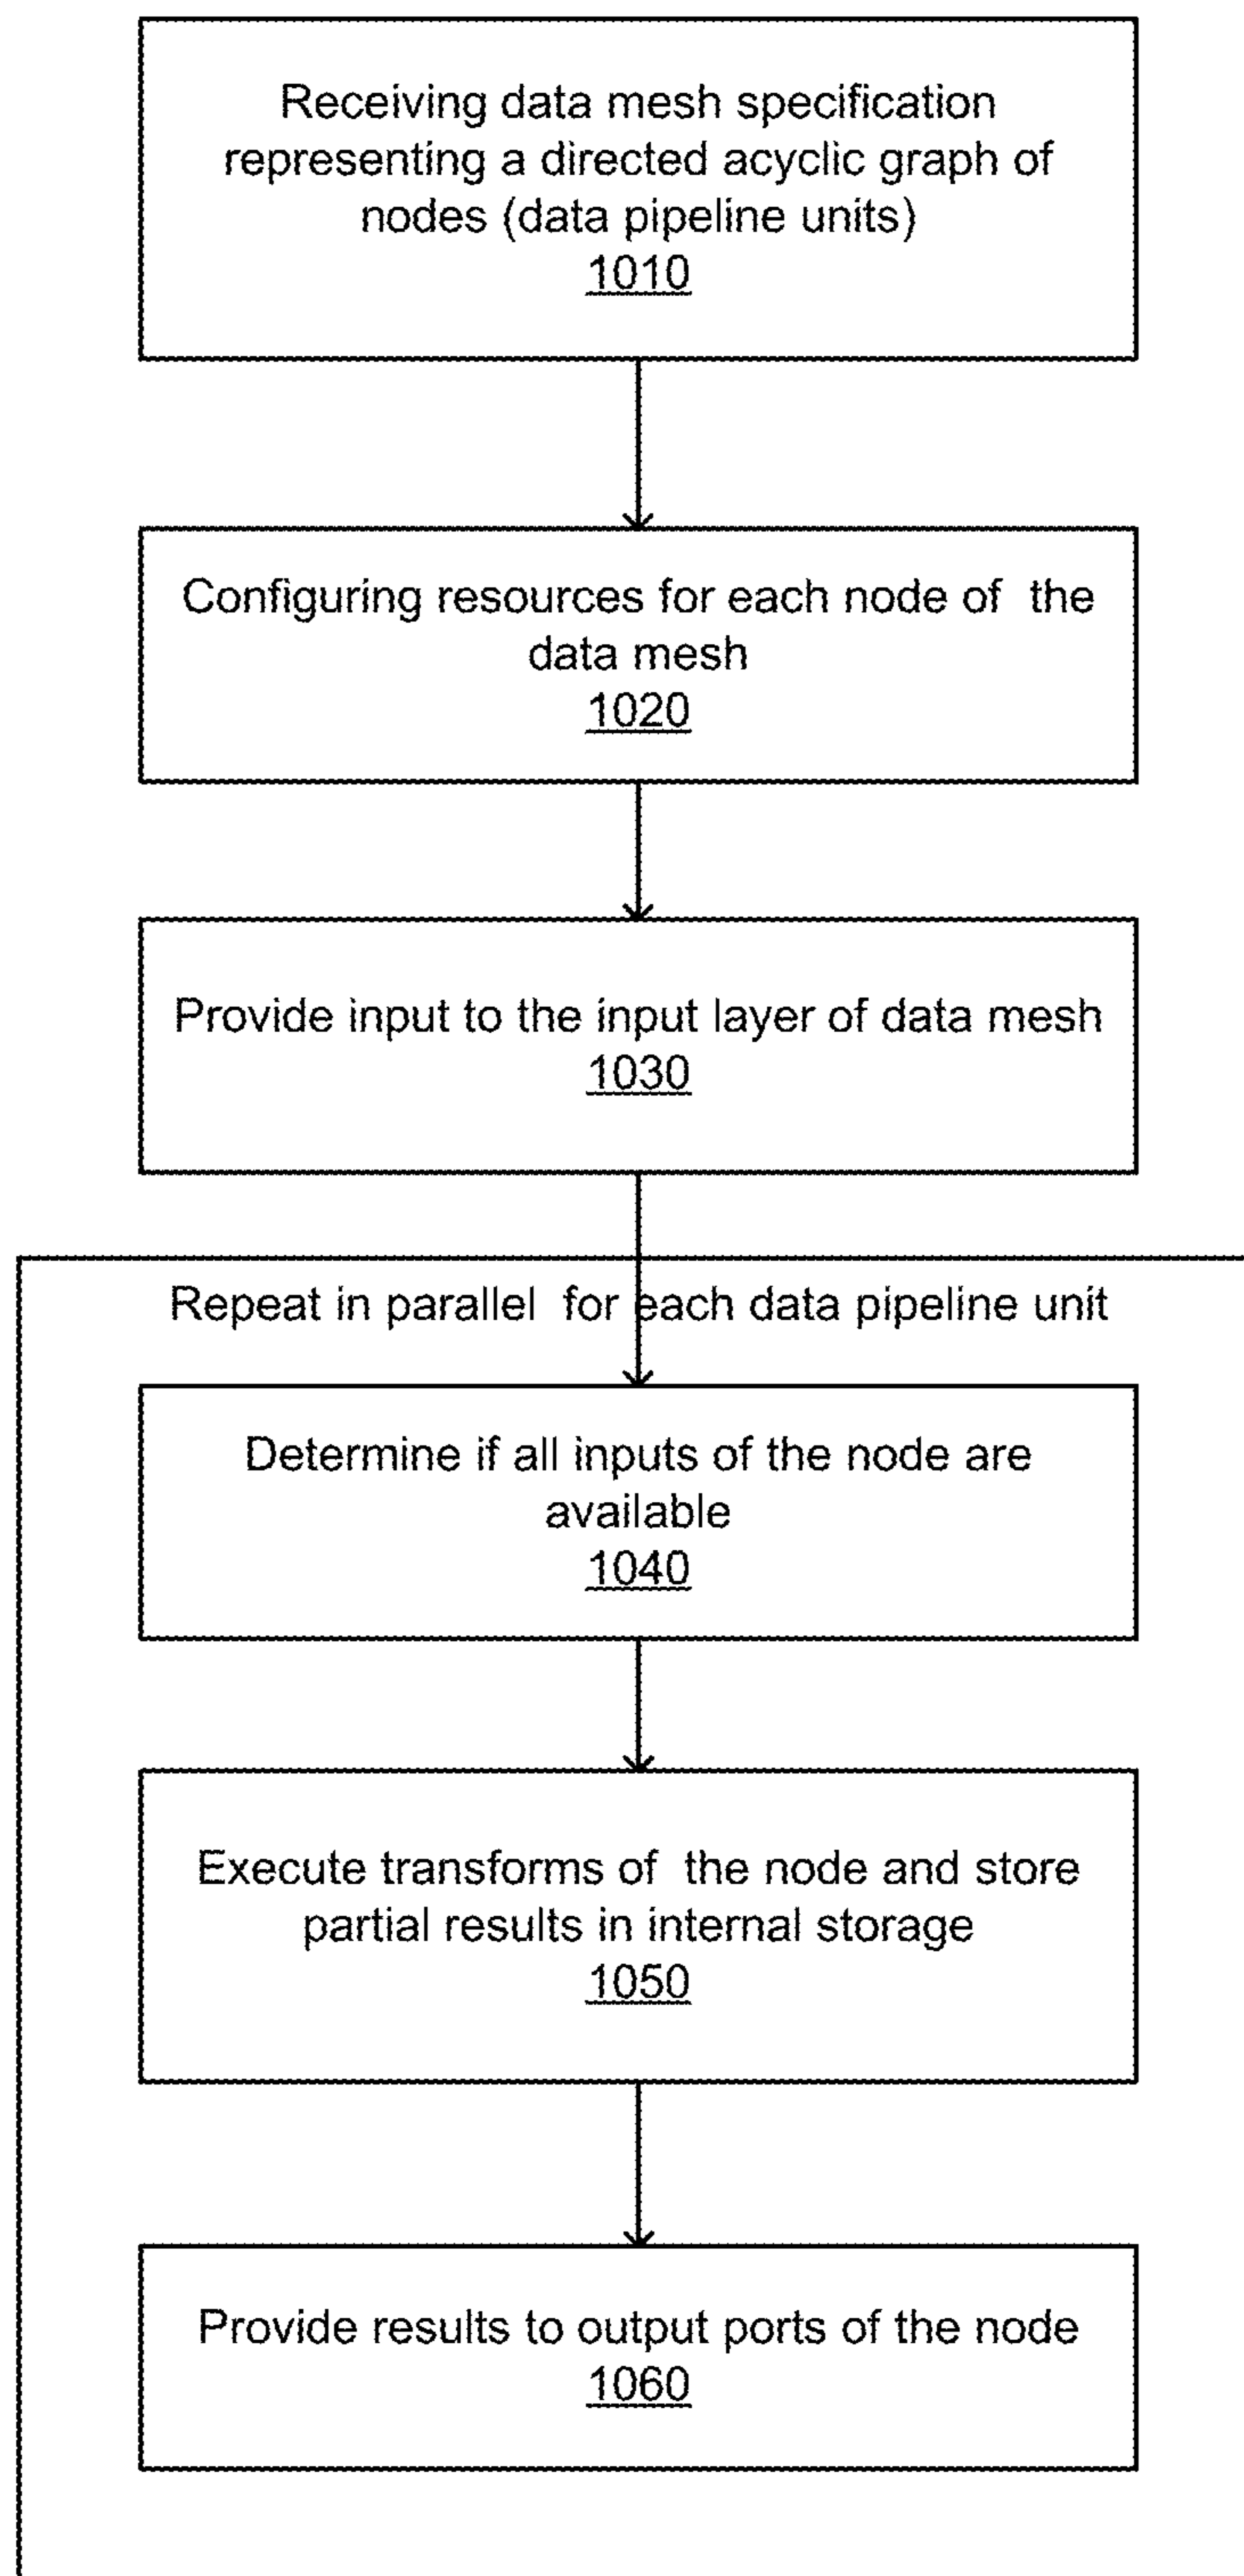 Receiving data mesh specification
representing a directed acyclic graph of
nodes (data pipeline units)
1010
Configuring resources for each node of the
data mesh
1020
Provide input to the input layer of data mesh
1030
Repeat in parallel for each data pipeline unit
Determine if all inputs of the node are
available
1040
Execute transforms of the node and store
partial results in internal storage
1050
Provide results to output ports of the node
1060